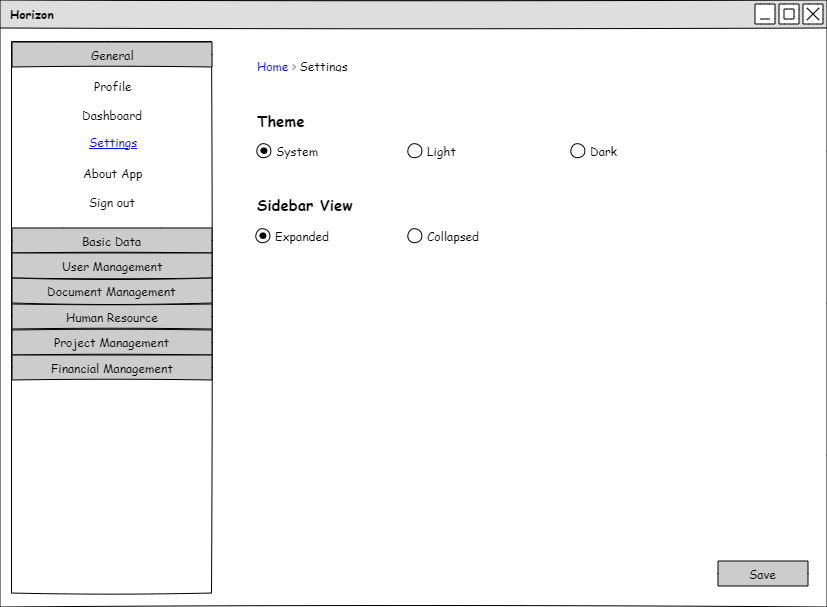 Horizon
General
Profile
Dashboard
Settings
About App
Sign out
Basic Data
User Management
Document Management
Human Resource
Project Management
Financial Management
Home > Settings
Theme
System Light Dark
Sidebar View
Expanded Collapsed
Save